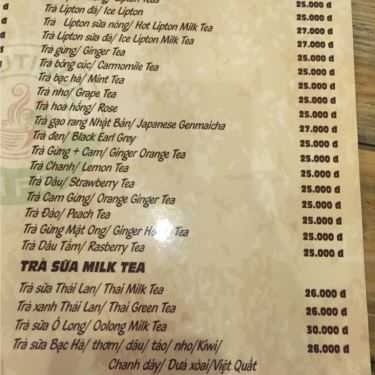 Trà Lipton đá/ Ice Lipton 25.000 đ
Trà Lipton sữa nóng/ Hot Lipton Milk Tea 25.000 đ
Trà Lipton sữa đá/ Ice Lipton Milk Tea 27.000 đ
Trà gừng/ Ginger Tea 27.000 đ
Trà bông cúc/ Carmomile Tea 25.000 đ
Trà bạc hà/ Mint Tea 25.000 đ
Trà nho/ Grape Tea 25.000 đ
Trà hoa hồng/ Rose 25.000 đ
Trà gạo rang Nhật Bản/ Japanese Genmaicha 25.000 đ
Trà đen/ Black Earl Grey 27.000 đ
Trà Gừng + Cam/ Ginger Orange Tea 25.000 đ
Trà Chanh/ Lemon Tea 25.000 đ
Trà Dâu/ Strawberry Tea 25.000 đ
Trà Cam Gừng/ Orange Ginger Tea 25.000 đ
Trà Đào/ Peach Tea 25.000 đ
Trà Gừng Mật Ong/ Ginger Tea 25.000 đ
Trà Dâu Tầm/ Rasberry Tea 25.000 đ
TRÀ SỮA MILK TEA
Trà sữa Thái Lan/ Thai Milk Tea 26.000 đ
Trà xanh Thái Lan/ Thai Green Tea 26.000 đ
Trà sữa Ô Long/ Oolong Milk Tea 30.000 đ
Trà sữa Bạc Hà/ thơm/ dâu/ táo/ nho/Kiwi/ 26.000 đ
Chanh dây/ Dưa xòai/Việt Quất